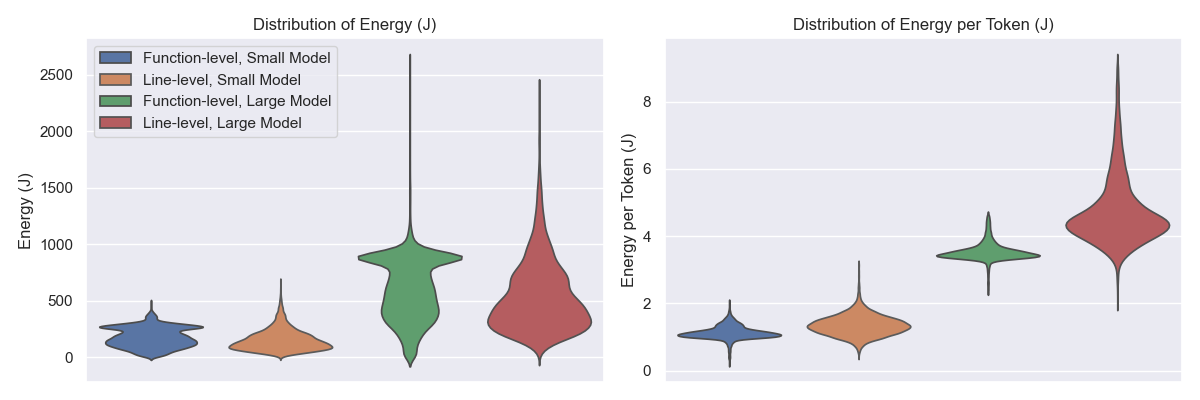 Distribution of Energy (J)
Energy (J)
2500
2000
1500
1000
500
0
Function-level, Small Model
Line-level, Small Model
Function-level, Large Model
Line-level, Large Model
Distribution of Energy per Token (J)
Energy per Token (J)
8
6
4
2
0